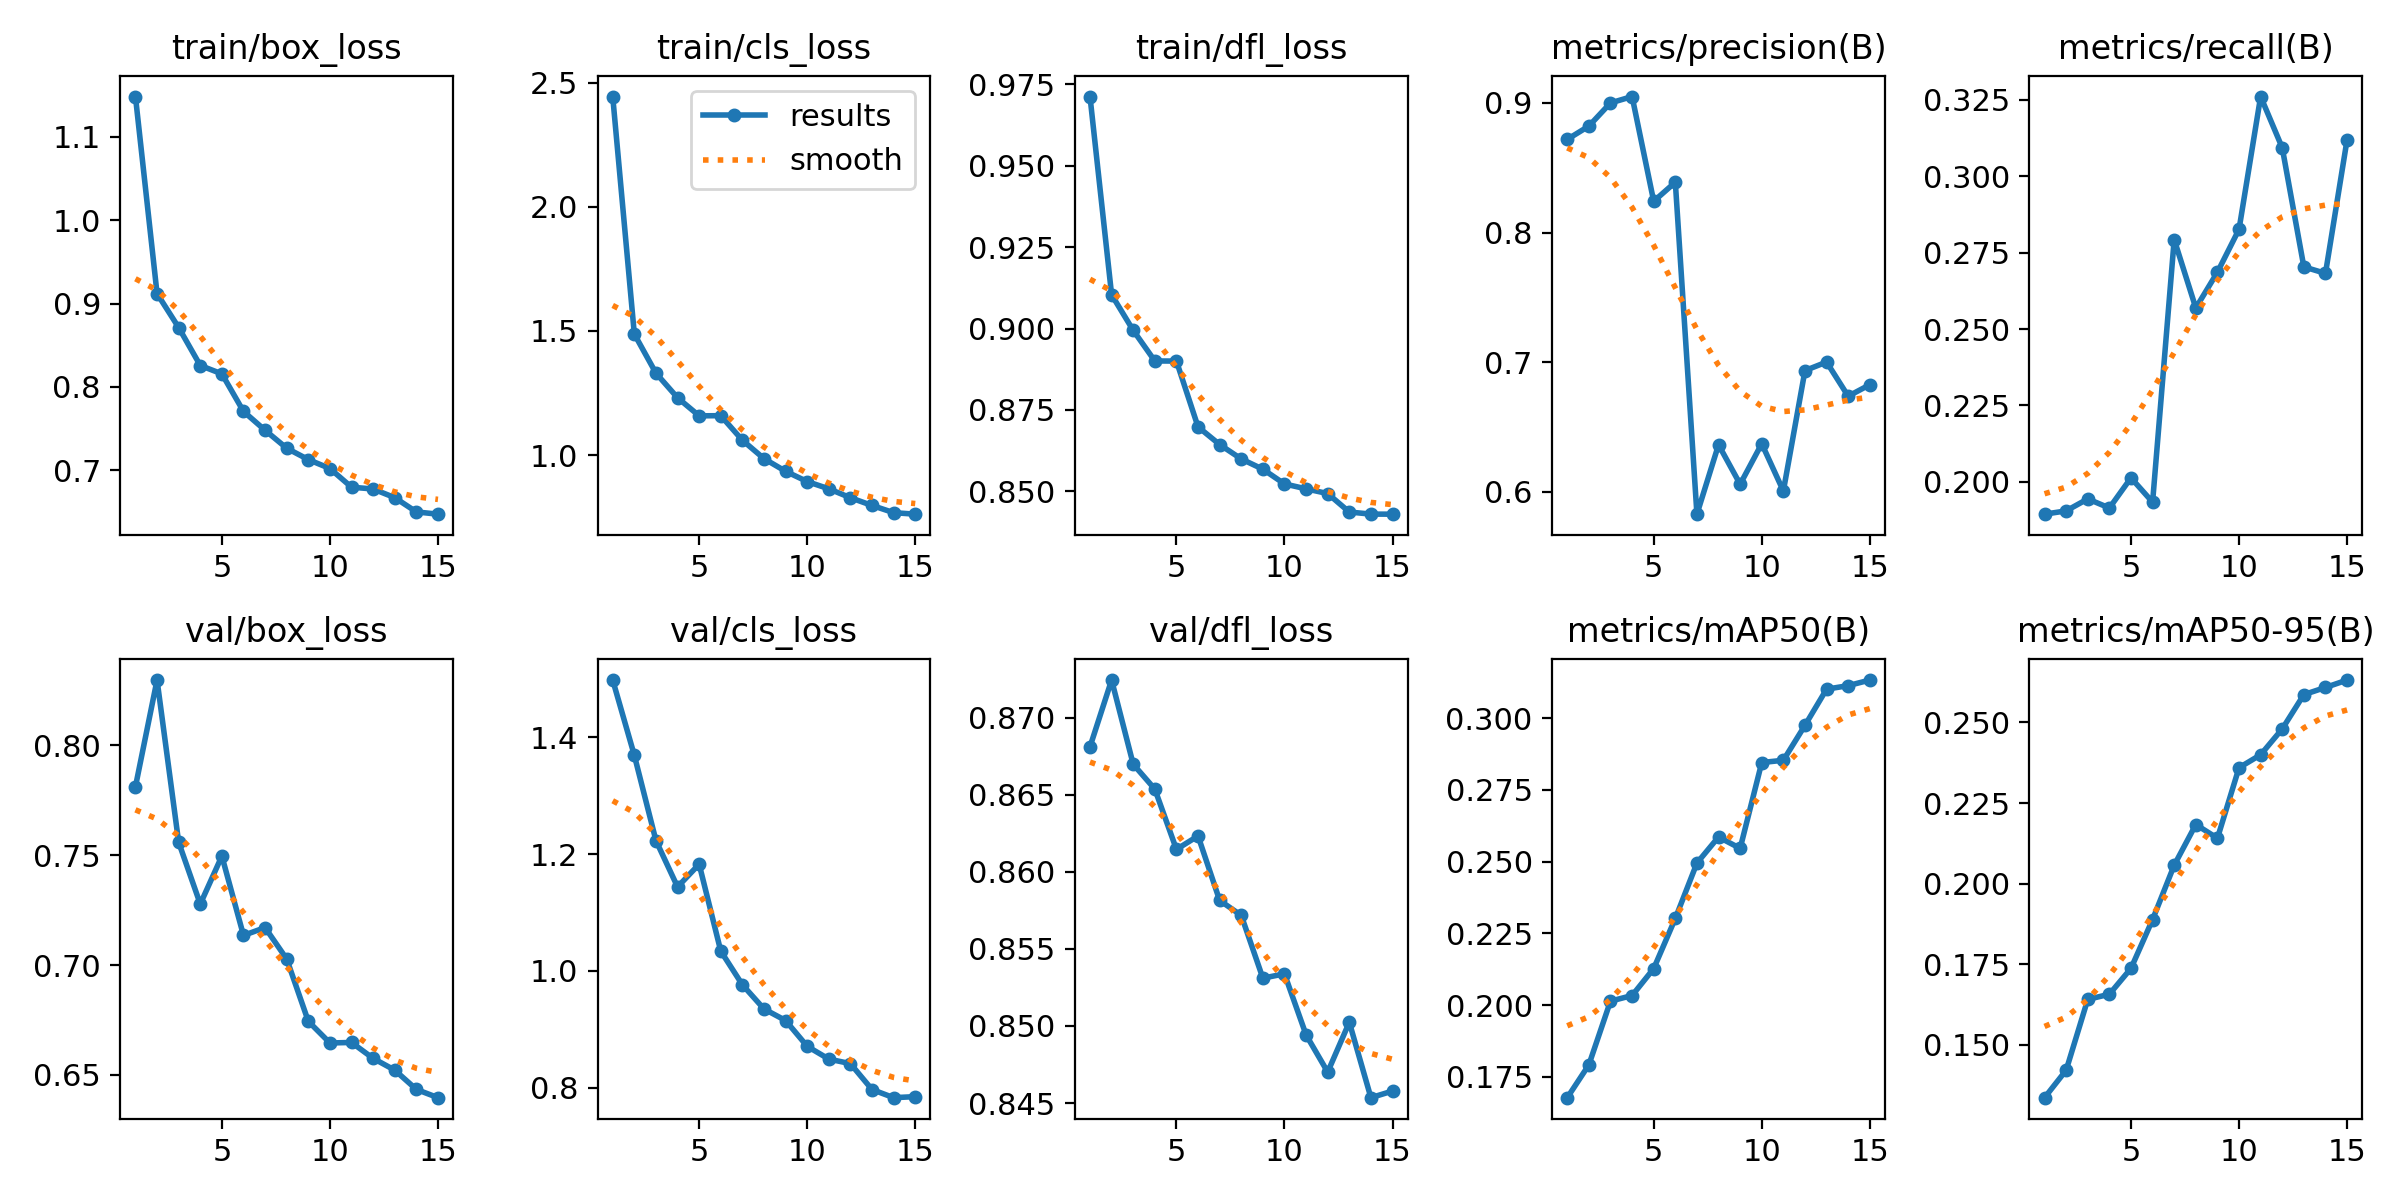 train/box_loss
1.1
1.0
0.9
0.8
0.7
5 10 15
train/cls_loss
2.5
2.0
1.5
1.0
results
smooth
5 10 15
train/dfl_loss
0.975
0.950
0.925
0.900
0.875
0.850
5 10 15
metrics/precision(B)
0.9
0.8
0.7
0.6
5 10 15
metrics/recall(B)
0.325
0.300
0.275
0.250
0.225
0.200
5 10 15
val/box_loss
0.80
0.75
0.70
0.65
5 10 15
val/cls_loss
1.4
1.2
1.0
0.8
5 10 15
val/dfl_loss
0.870
0.865
0.860
0.855
0.850
0.845
5 10 15
metrics/mAP50(B)
0.300
0.275
0.250
0.225
0.200
0.175
5 10 15
metrics/mAP50-95(B)
0.250
0.225
0.200
0.175
0.150
5 10 15